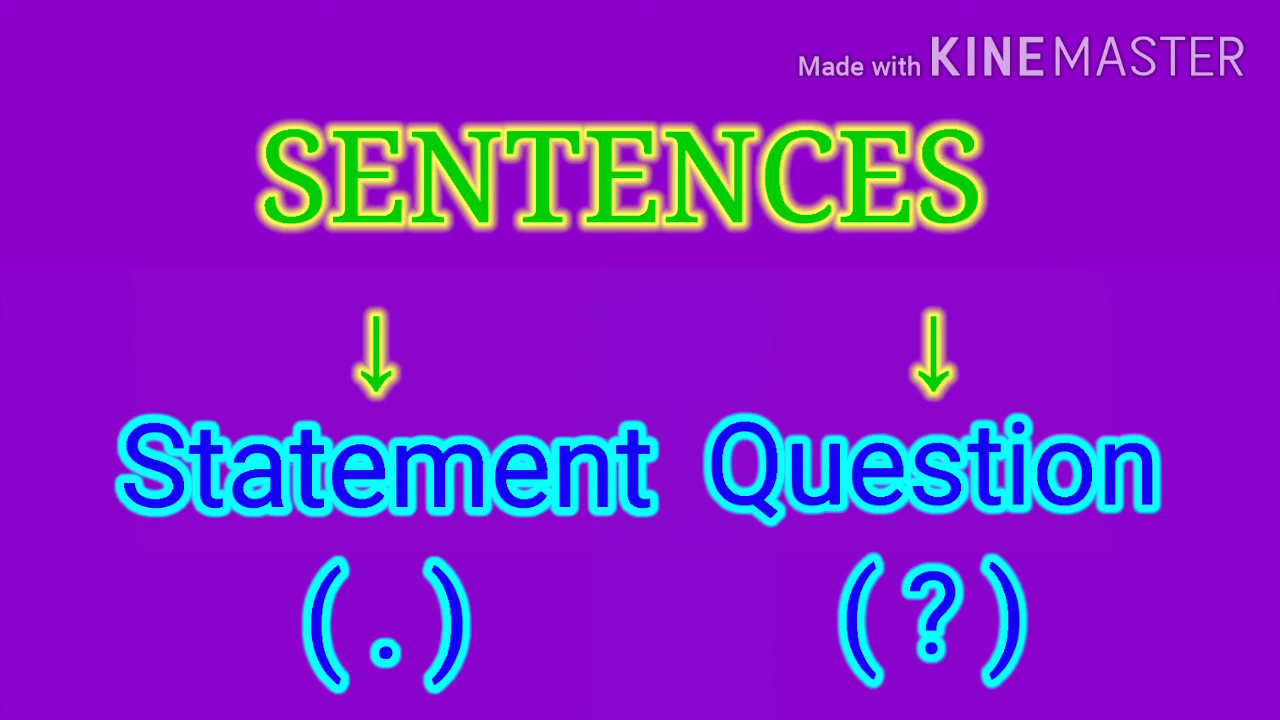 Made with KINEMASTER
SENTENCES
↓ ↓
Statement Question
(.) (?)